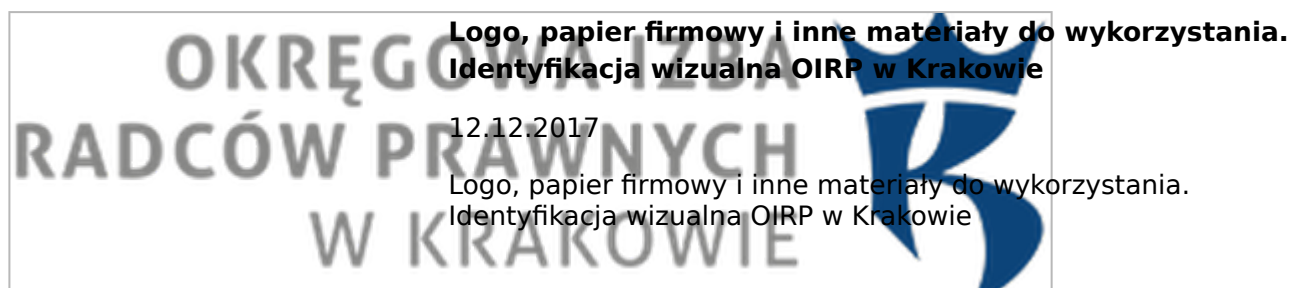 OKRĘGOWA IZBA
RADCÓW PRAWNYCH
W KRAKOWIE
Logo, papier firmowy i inne materiały do wykorzystania.
Identyfikacja wizualna OIRP w Krakowie
12.12.2017
Logo, papier firmowy i inne materiały do wykorzystania.
Identyfikacja wizualna OIRP w Krakowie